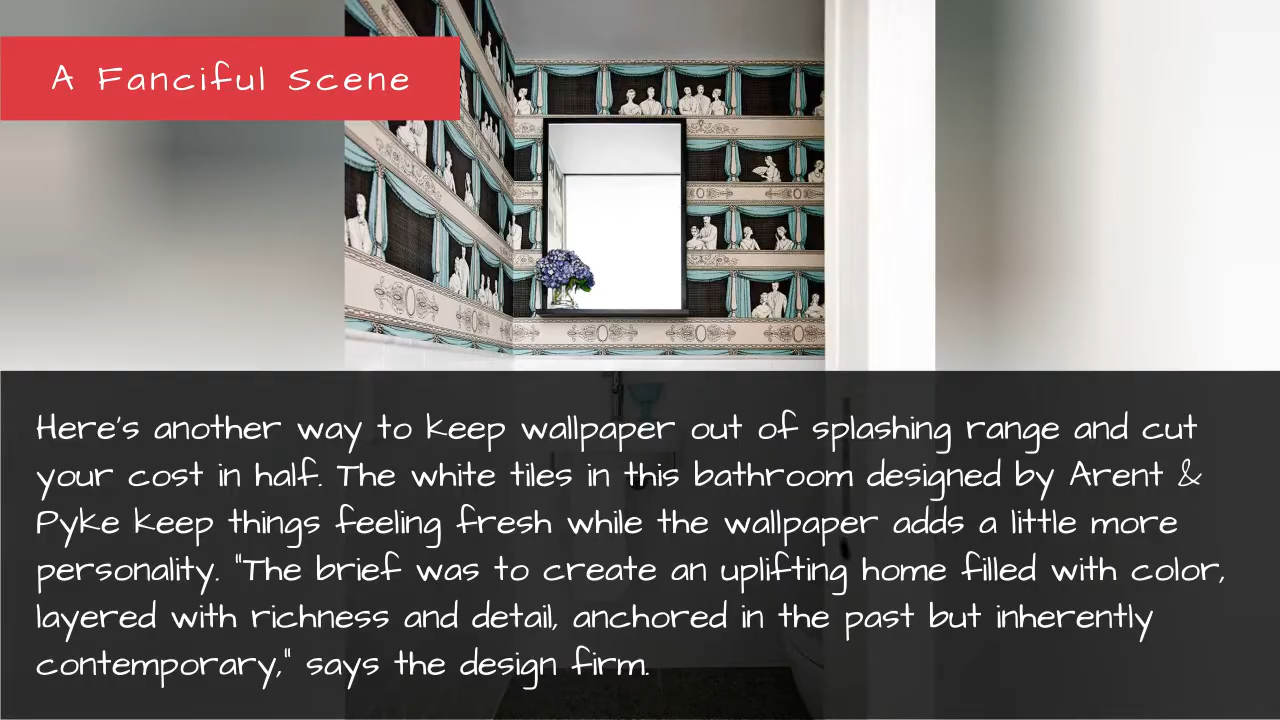 A Fanciful Scene
Here's another way to keep wallpaper out of splashing range and cut
your cost in half. The white tiles in this bathroom designed by Arent &
Pyke keep things feeling fresh while the wallpaper adds a little more
personality. "The brief was to create an uplifting home filled with color,
layered with richness and detail, anchored in the past but inherently
contemporary," says the design firm.